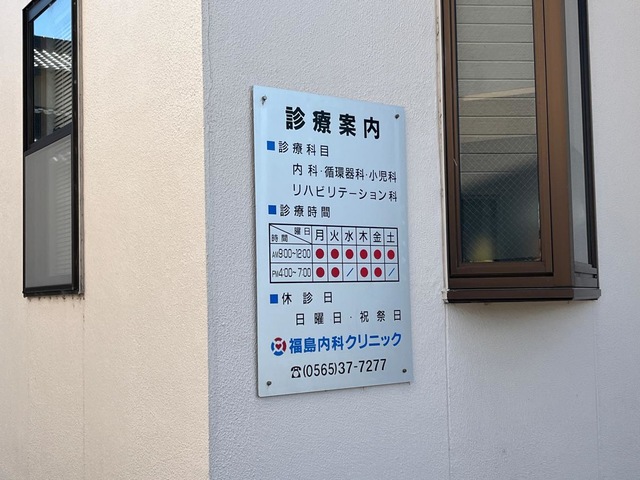 診療案内
■診療科目
内科・循環器科・小児科
リハビリテーション科
■診療時間
時間 曜日 月 火 水 木 金 土
AM9:00~12:00 ● ● ● ● ● ●
PM4:00~7:00 ● ● / ● ● /
■休診日
日曜日・祝祭日
福島内科クリニック
☎(0565)37-7277